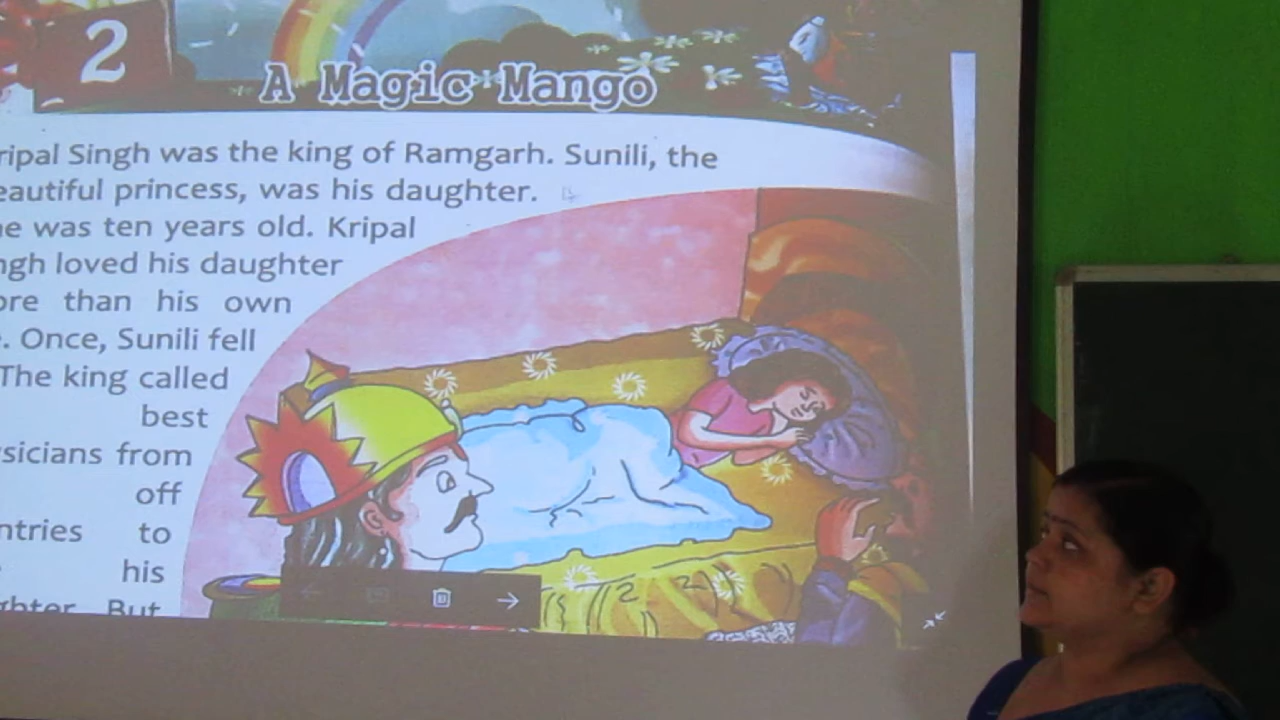 2
A Magic Mango
ripal Singh was the king of Ramgarh. Sunili, the
eautiful princess, was his daughter.
e was ten years old. Kripal
ngh loved his daughter
ore than his own
. Once, Sunili fell
The king called
best
sicians from
off
ntries to
his
ghter. But